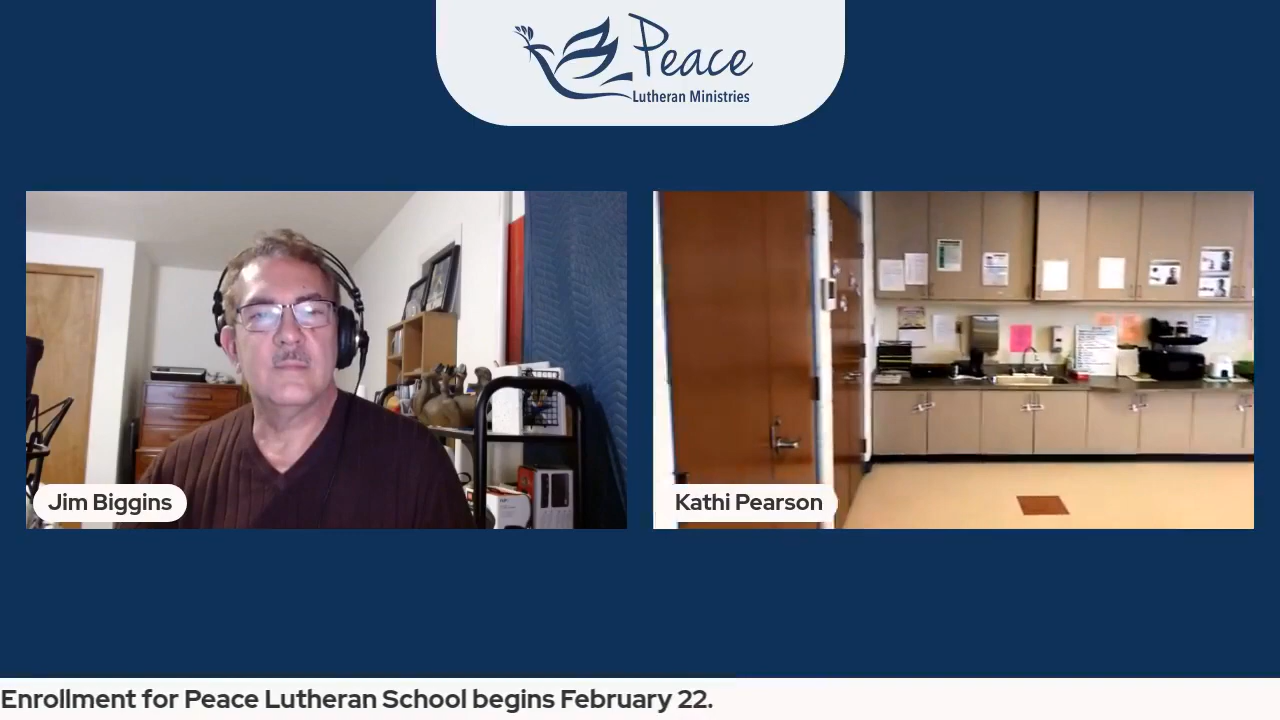 Peace
Lutheran Ministries
Jim Biggins
Kathi Pearson
Enrollment for Peace Lutheran School begins February 22.